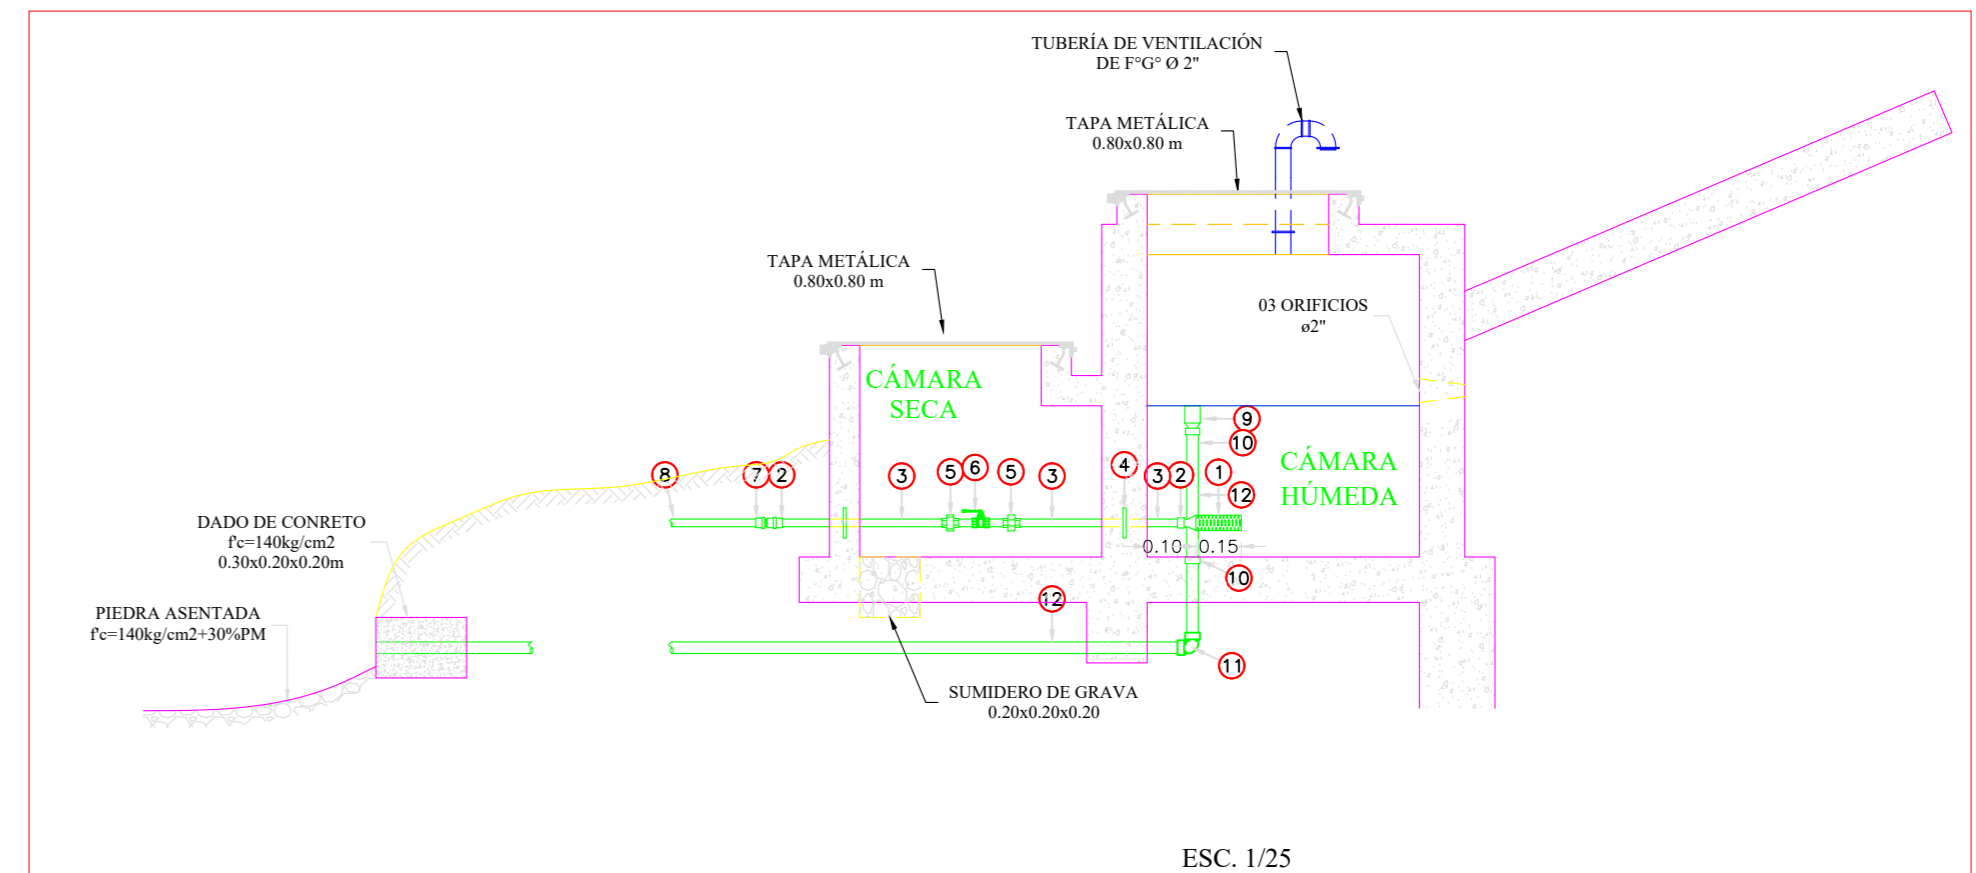 TUBERÍA DE VENTILACIÓN
DE F°G° Ø 2"
TAPA METÁLICA
0.80x0.80 m
TAPA METÁLICA
0.80x0.80 m
03 ORIFICIOS
ø2"
CÁMARA
SECA
9
10
CÁMARA
HÚMEDA
8
7
2
3
5
6
5
3
4
3
2
1
12
DADO DE CONRETO
f'c=140kg/cm2
0.30x0.20x0.20m
0.10
0.15
10
12
PIEDRA ASENTADA
f'c=140kg/cm2+30%PM
11
SUMIDERO DE GRAVA
0.20x0.20x0.20
ESC. 1/25